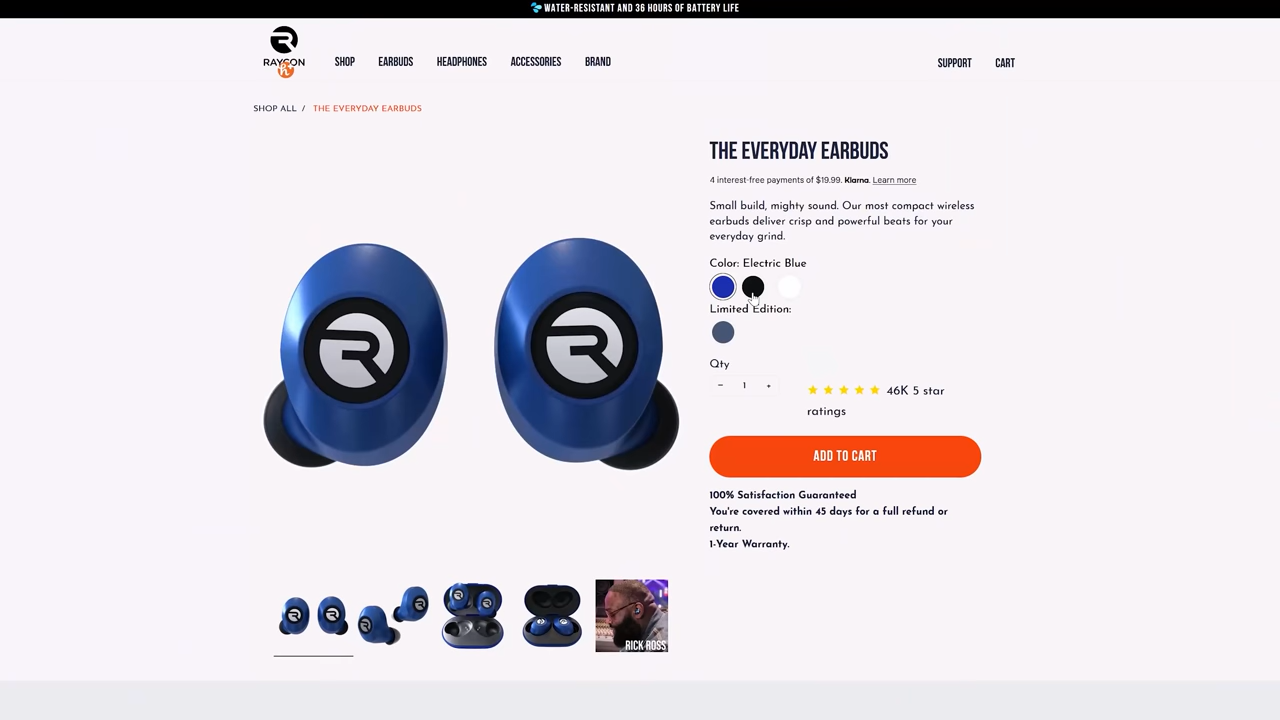 WATER-RESISTANT AND 36 HOURS OF BATTERY LIFE
RAYCON
SHOP
EARBUDS
HEADPHONES
ACCESSORIES
BRAND
SUPPORT
CART
SHOP ALL / THE EVERYDAY EARBUDS
THE EVERYDAY EARBUDS
4 interest-free payments of $19.99. Klarna. Learn more
Small build, mighty sound. Our most compact wireless
earbuds deliver crisp and powerful beats for your
everyday grind.
Color: Electric Blue
Limited Edition:
Qty
− 1 +
46K 5 star
ratings
ADD TO CART
100% Satisfaction Guaranteed
You're covered within 45 days for a full refund or
return.
1-Year Warranty.
RICK ROSS